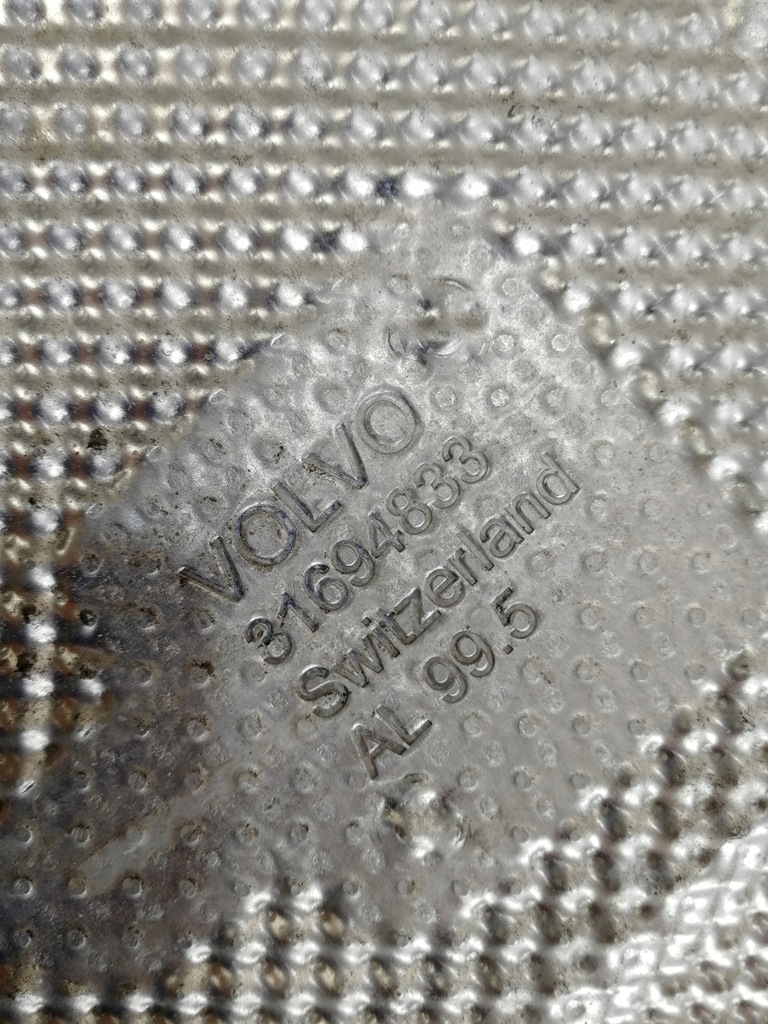 VOLVO
31694833
Switzerland
AL 99.5